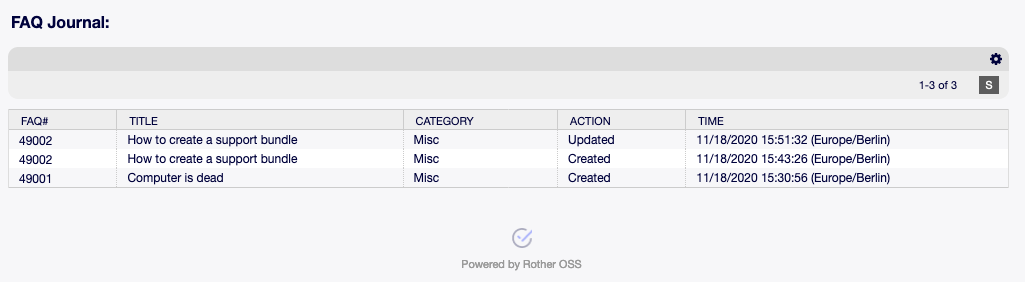 FAQ Journal:
1-3 of 3 S
FAQ# TITLE CATEGORY ACTION TIME
49002 How to create a support bundle Misc Updated 11/18/2020 15:51:32 (Europe/Berlin)
49002 How to create a support bundle Misc Created 11/18/2020 15:43:26 (Europe/Berlin)
49001 Computer is dead Misc Created 11/18/2020 15:30:56 (Europe/Berlin)
Powered by Rother OSS